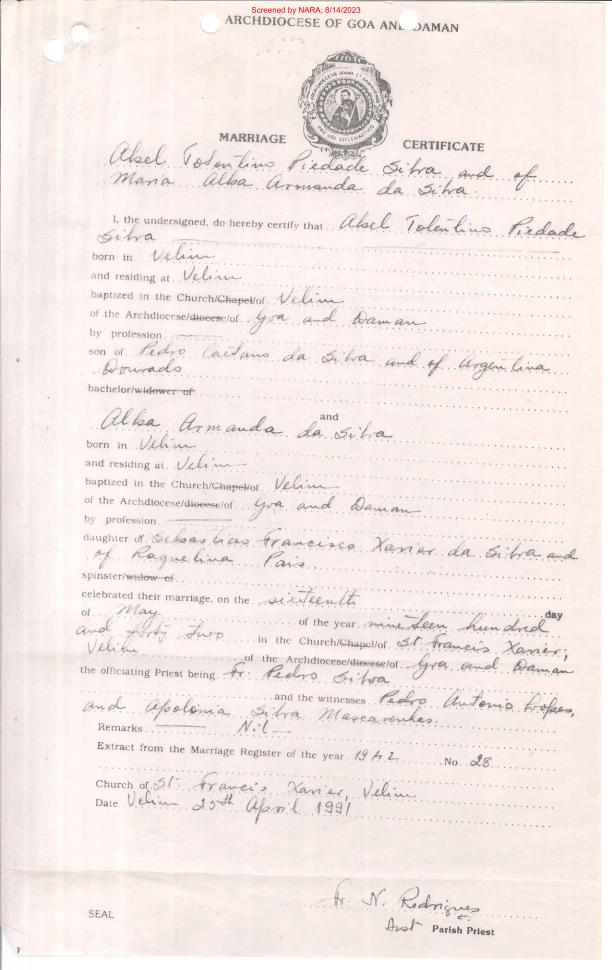 Screened by NARA, 8/14/2023
ARCHDIOCESE OF GOA AND DAMAN
MARRIAGE CERTIFICATE
Abel Tolentino Piedade Silva and of
Maria Alba Armanda da Silva
I, the undersigned, do hereby certify that Abel Tolentino Piedade
Silva
born in Velim
and residing at Velim
baptized in the Church/Chapel/of Velim
of the Archdiocese/diocese/of Goa and Daman
by profession
son of Pedro Caetano da Silva and of Argentina
Dourado
bachelor/widower of
and
Alba Armanda da Silva
born in Velim
and residing at Velim
baptized in the Church/Chapel/of Velim
of the Archdiocese/diocese/of Goa and Daman
by profession
daughter of Sebastiao Francisco Xavier da Silva and
of Roquelina Pais
spinster/widow of
celebrated their marriage, on the sixteenth day
of May of the year nineteen hundred
and forty two in the Church/Chapel/of St. Francis Xavier,
Velim of the Archdiocese/diocese/of Goa and Daman
the officiating Priest being Fr. Pedro Silva
and the witnesses Pedro Antonio Lopes,
and Apolonia Silva Mascarenhas.
Remarks Nil
Extract from the Marriage Register of the year 1942 No 28
Church of St. Francis Xavier, Velim
Date Velim 25th April 1991
Fr. N. Rodrigues
SEAL
Asst Parish Priest